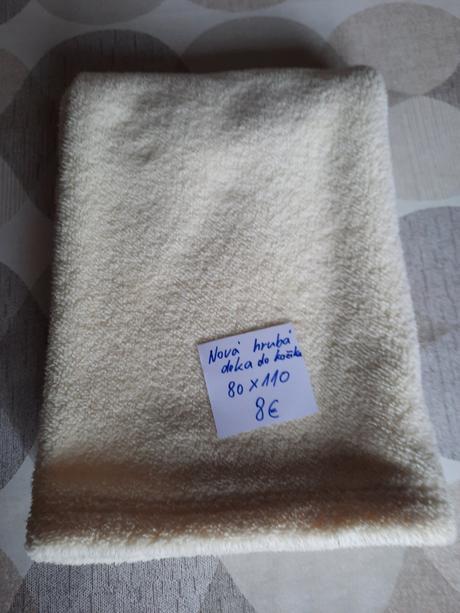 Nová hrubá
deka do kočíka
80 x 110
8€